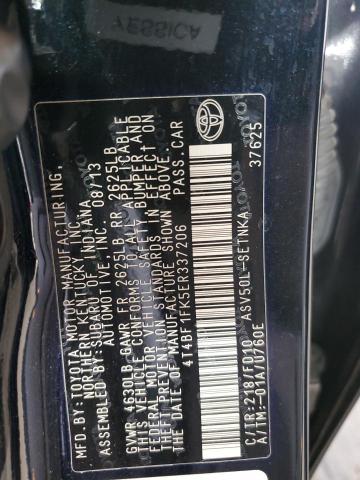 YESSICA
MFD.BY:TOYOTA MOTOR MANUFACTURING,
NORTHERN KENTUCKY, INC.
ASSEMBLED BY:SUBARU OF INDIANA
AUTOMOTIVE INC. 08/13
GVWR 4630LB GAWR FR 2625LB RR 2625LB
THIS VEHICLE CONFORMS TO ALL APPLICABLE
FEDERAL MOTOR VEHICLE SAFETY AND
THEFT PREVENTION STANDARDS IN EFFECT ON
THE DATE OF MANUFACTURE SHOWN ABOVE.
4T4BF1FK5ER337206 PASS.CAR
C/TR:218/FD10 ASV50L-SETNKA
A/TM:-01A/U760E 37625